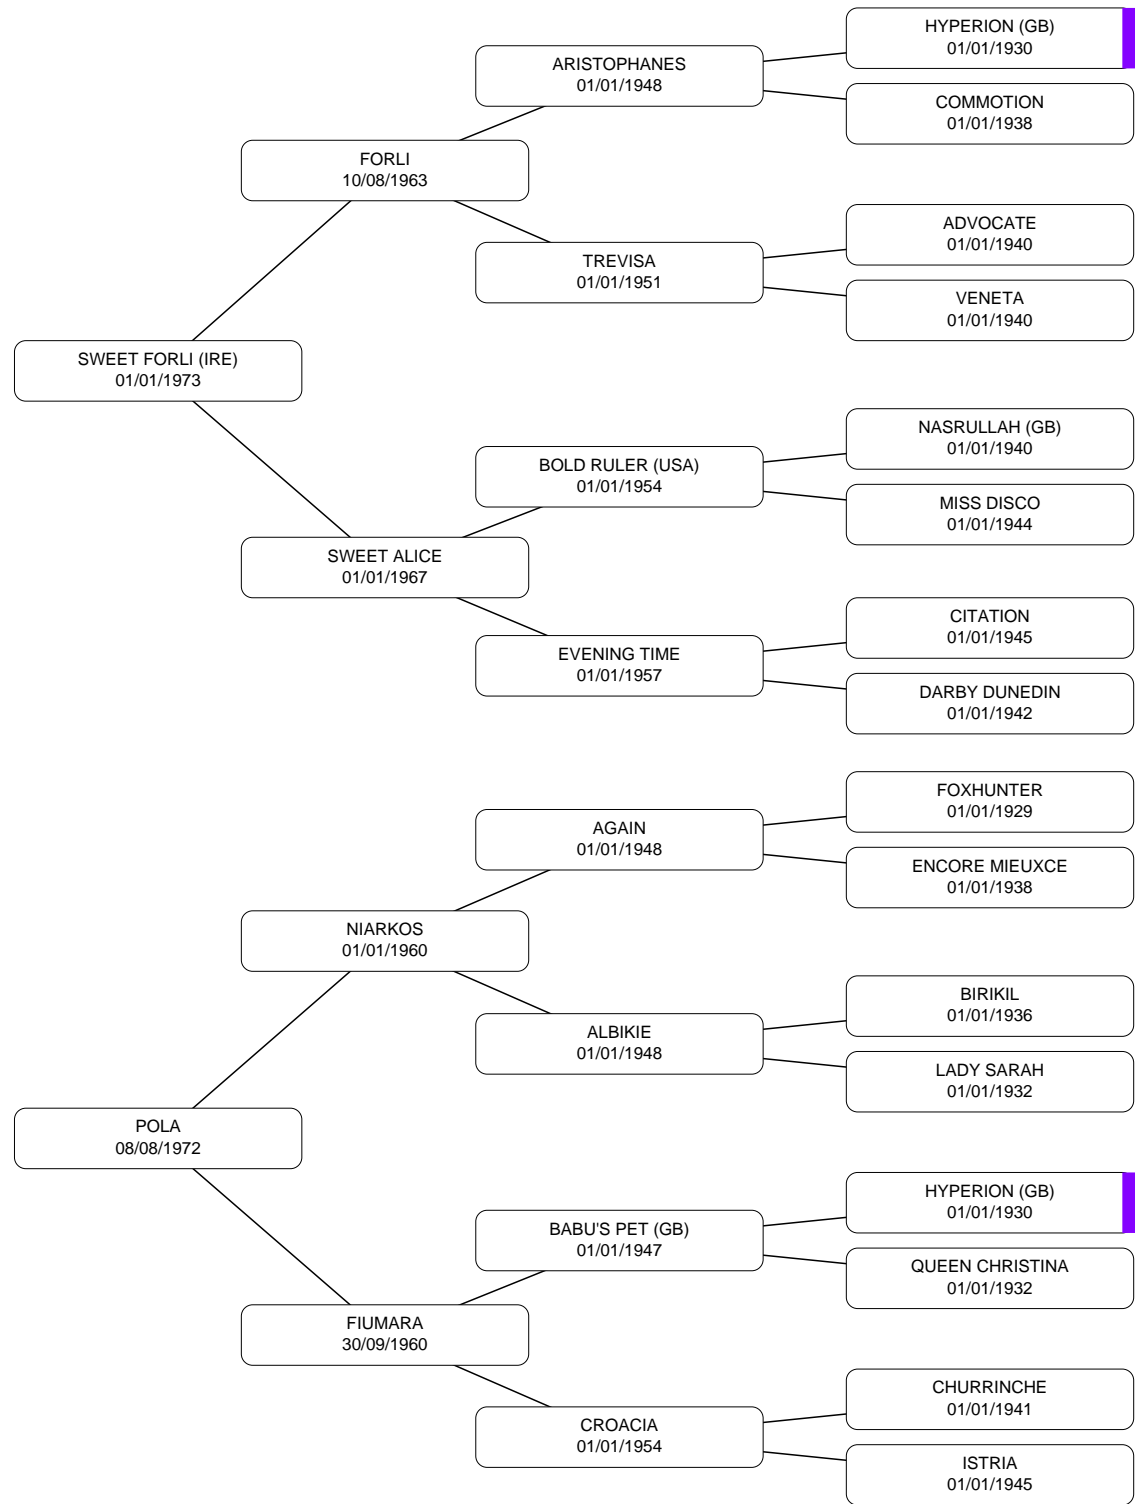 HYPERION (GB)
01/01/1930
ARISTOPHANES
01/01/1948
COMMOTION
01/01/1938
FORLI
10/08/1963
ADVOCATE
01/01/1940
TREVISA
01/01/1951
VENETA
01/01/1940
SWEET FORLI (IRE)
01/01/1973
NASRULLAH (GB)
01/01/1940
BOLD RULER (USA)
01/01/1954
MISS DISCO
01/01/1944
SWEET ALICE
01/01/1967
CITATION
01/01/1945
EVENING TIME
01/01/1957
DARBY DUNEDIN
01/01/1942
FOXHUNTER
01/01/1929
AGAIN
01/01/1948
ENCORE MIEUXCE
01/01/1938
NIARKOS
01/01/1960
BIRIKIL
01/01/1936
ALBIKIE
01/01/1948
LADY SARAH
01/01/1932
POLA
08/08/1972
HYPERION (GB)
01/01/1930
BABU'S PET (GB)
01/01/1947
QUEEN CHRISTINA
01/01/1932
FIUMARA
30/09/1960
CHURRINCHE
01/01/1941
CROACIA
01/01/1954
ISTRIA
01/01/1945